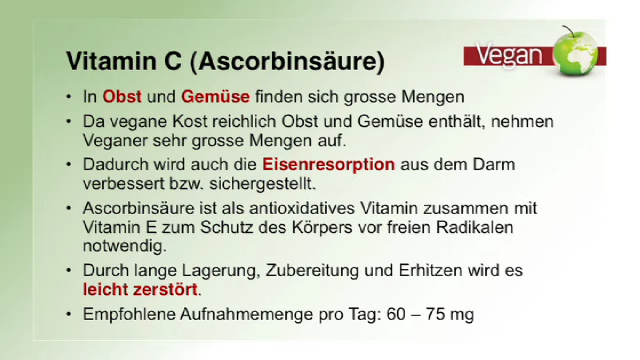 Vitamin C (Ascorbinsäure)
Vegan
• In Obst und Gemüse finden sich grosse Mengen
• Da vegane Kost reichlich Obst und Gemüse enthält, nehmen
Veganer sehr grosse Mengen auf.
• Dadurch wird auch die Eisenresorption aus dem Darm
verbessert bzw. sichergestellt.
• Ascorbinsäure ist als antioxidatives Vitamin zusammen mit
Vitamin E zum Schutz des Körpers vor freien Radikalen
notwendig.
• Durch lange Lagerung, Zubereitung und Erhitzen wird es
leicht zerstört.
• Empfohlene Aufnahmemenge pro Tag: 60 – 75 mg